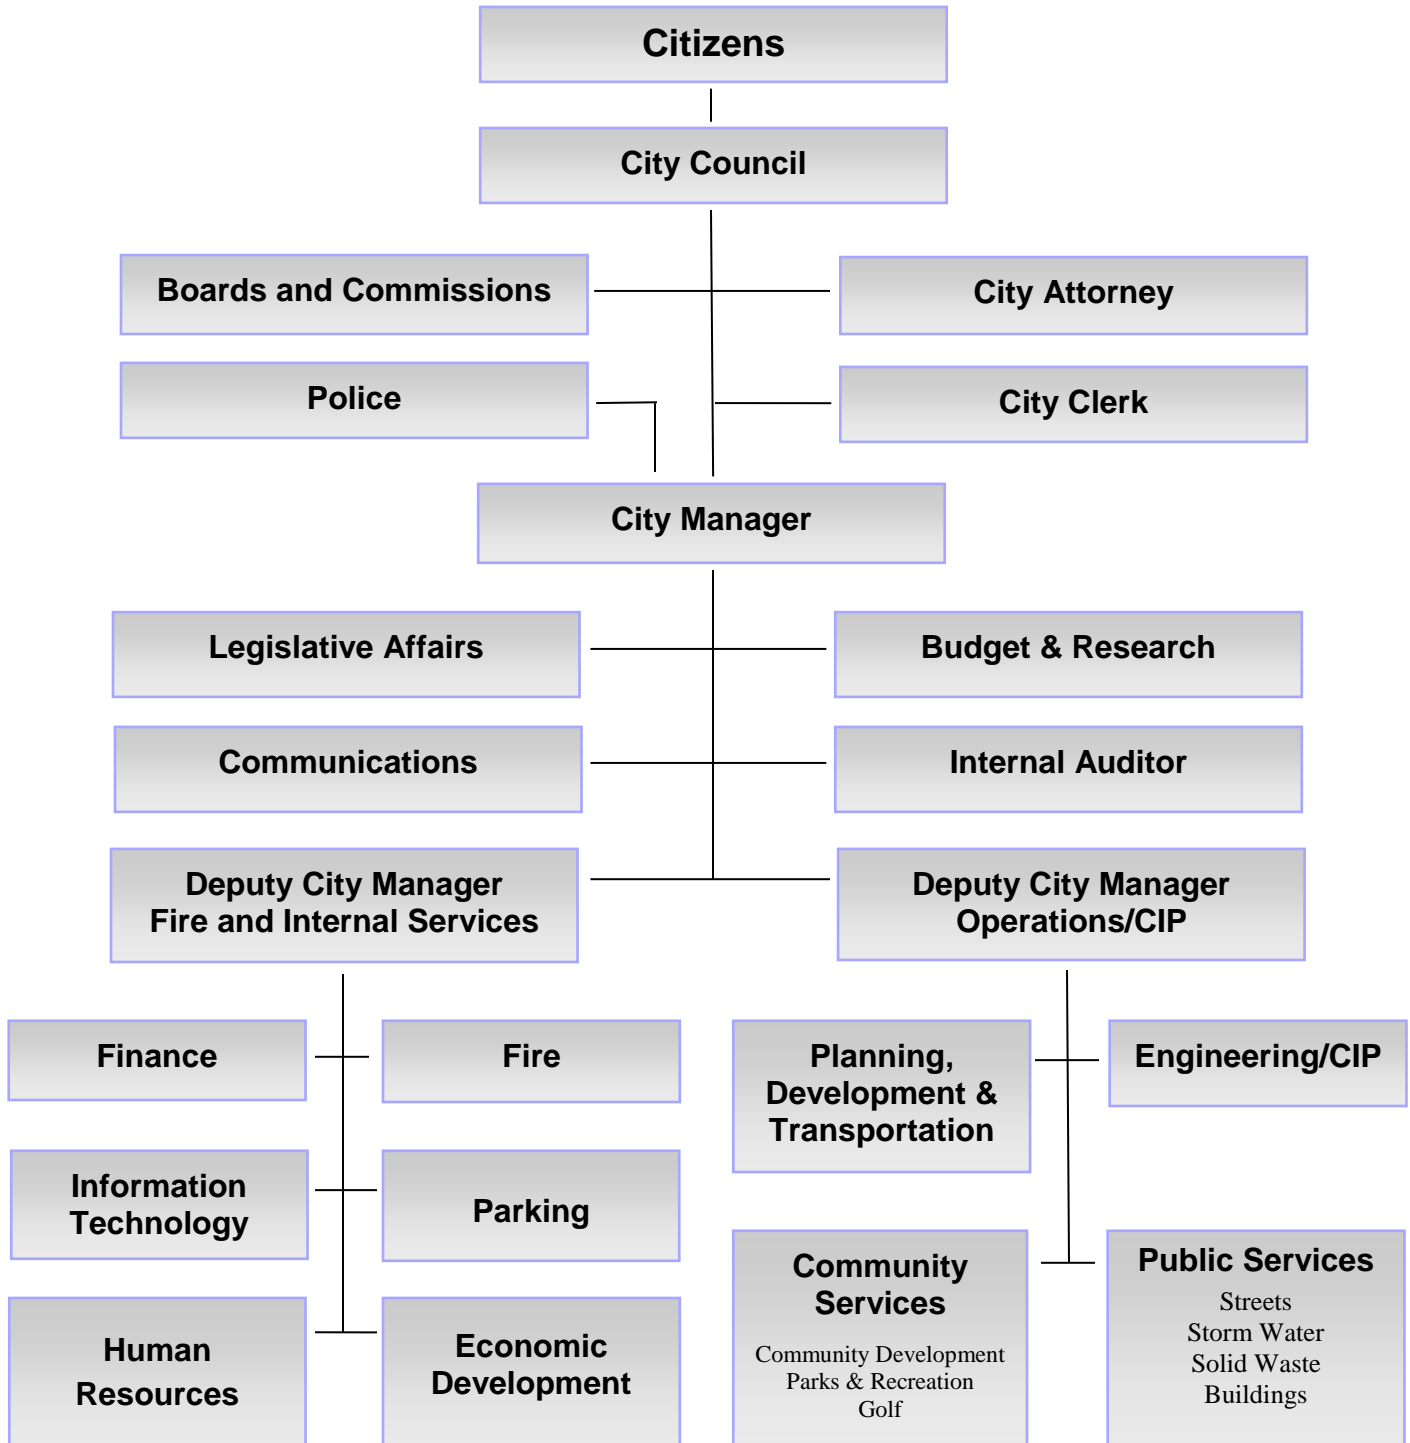 Citizens
City Council
Boards and Commissions
City Attorney
Police
City Clerk
City Manager
Legislative Affairs
Budget & Research
Communications
Internal Auditor
Deputy City Manager
Fire and Internal Services
Deputy City Manager
Operations/CIP
Finance
Fire
Planning,
Development &
Transportation
Engineering/CIP
Information
Technology
Parking
Community
Services
Community Development
Parks & Recreation
Golf
Public Services
Streets
Storm Water
Solid Waste
Buildings
Human
Resources
Economic
Development